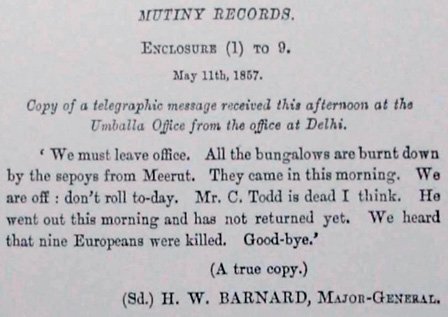 MUTINY RECORDS.
ENCLOSURE (1) TO 9.
May 11th, 1857.
Copy of a telegraphic message received this afternoon at the
Umballa Office from the office at Delhi.
‘ We must leave office. All the bungalows are burnt down
by the sepoys from Meerut. They came in this morning. We
are off : don't roll to-day. Mr. C. Todd is dead I think. He
went out this morning and has not returned yet. We heard
that nine Europeans were killed. Good-bye.’
(A true copy.)
(Sd.) H. W. BARNARD, MAJOR-GENERAL.